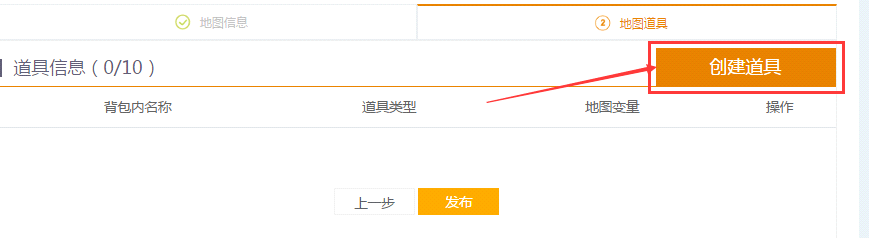 地图信息
2 地图道具
道具信息（0/10）
创建道具
背包内名称 道具类型 地图变量 操作
上一步 发布